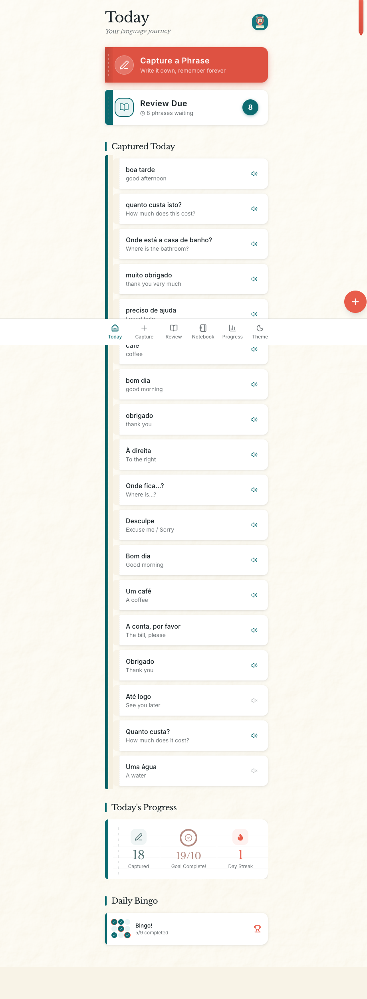 Today
Your language journey
Capture a Phrase
Write it down, remember forever
Review Due
8 phrases waiting
8
Captured Today
boa tarde
good afternoon
quanto custa isto?
How much does this cost?
Onde está a casa de banho?
Where is the bathroom?
muito obrigado
thank you very much
preciso de ajuda
I need help
Today
Capture
Review
Notebook
Progress
Theme
café
coffee
bom dia
good morning
obrigado
thank you
À direita
To the right
Onde fica...?
Where is...?
Desculpe
Excuse me / Sorry
Bom dia
Good morning
Um café
A coffee
A conta, por favor
The bill, please
Obrigado
Thank you
Até logo
See you later
Quanto custa?
How much does it cost?
Uma água
A water
Today's Progress
18
Captured
19/10
Goal Complete!
1
Day Streak
Daily Bingo
Bingo!
5/9 completed